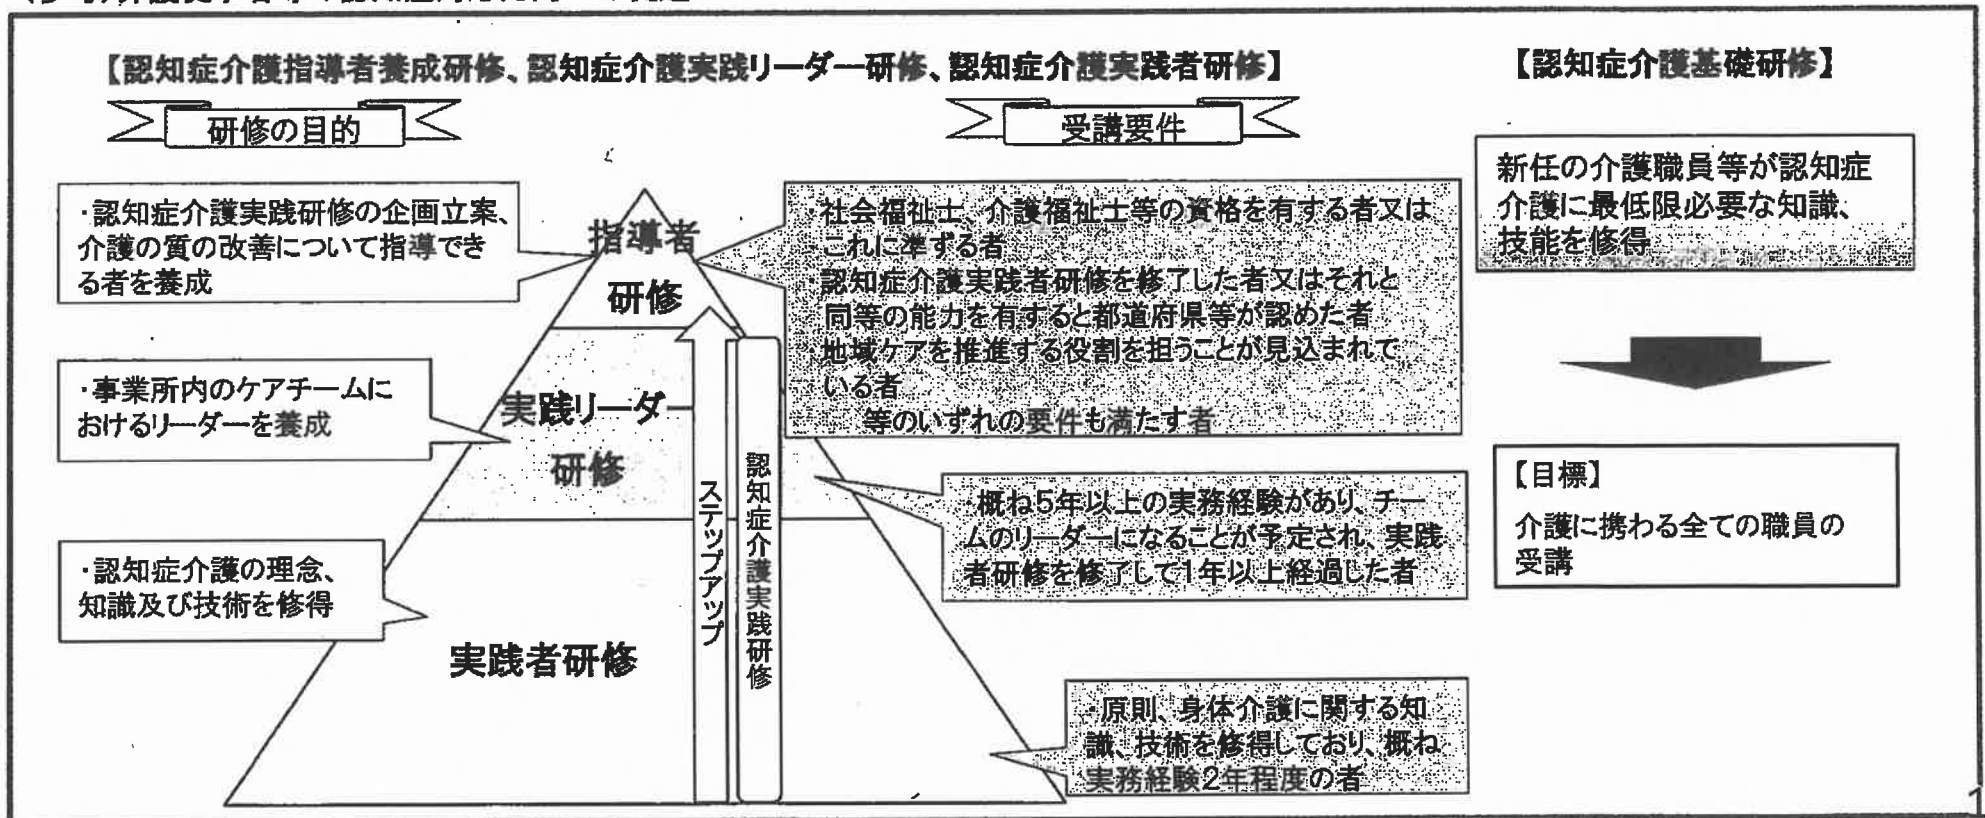 【認知症介護指導者養成研修、認知症介護実践リーダー研修、認知症介護実践者研修】
【認知症介護基礎研修】
研修の目的
受講要件
・認知症介護実践研修の企画立案、
介護の質の改善について指導でき
る者を養成
指導者
研修
・社会福祉士、介護福祉士等の資格を有する者又は
これに準ずる者
・認知症介護実践者研修を修了した者又はそれと
同等の能力を有すると都道府県等が認めた者
・地域ケアを推進する役割を担うことが見込まれて
いる者
等のいずれの要件も満たす者
・事業所内のケアチームに
おけるリーダーを養成
実践リーダー
研修
・概ね5年以上の実務経験があり、チー
ムのリーダーになることが予定され、実践
者研修を修了して1年以上経過した者
・認知症介護の理念、
知識及び技術を修得
実践者研修
ステップアップ
認知症介護実践研修
・原則、身体介護に関する知
識、技術を修得しており、概ね
実務経験2年程度の者
新任の介護職員等が認知症
介護に最低限必要な知識、
技能を修得
【目標】
介護に携わる全ての職員の
受講
1